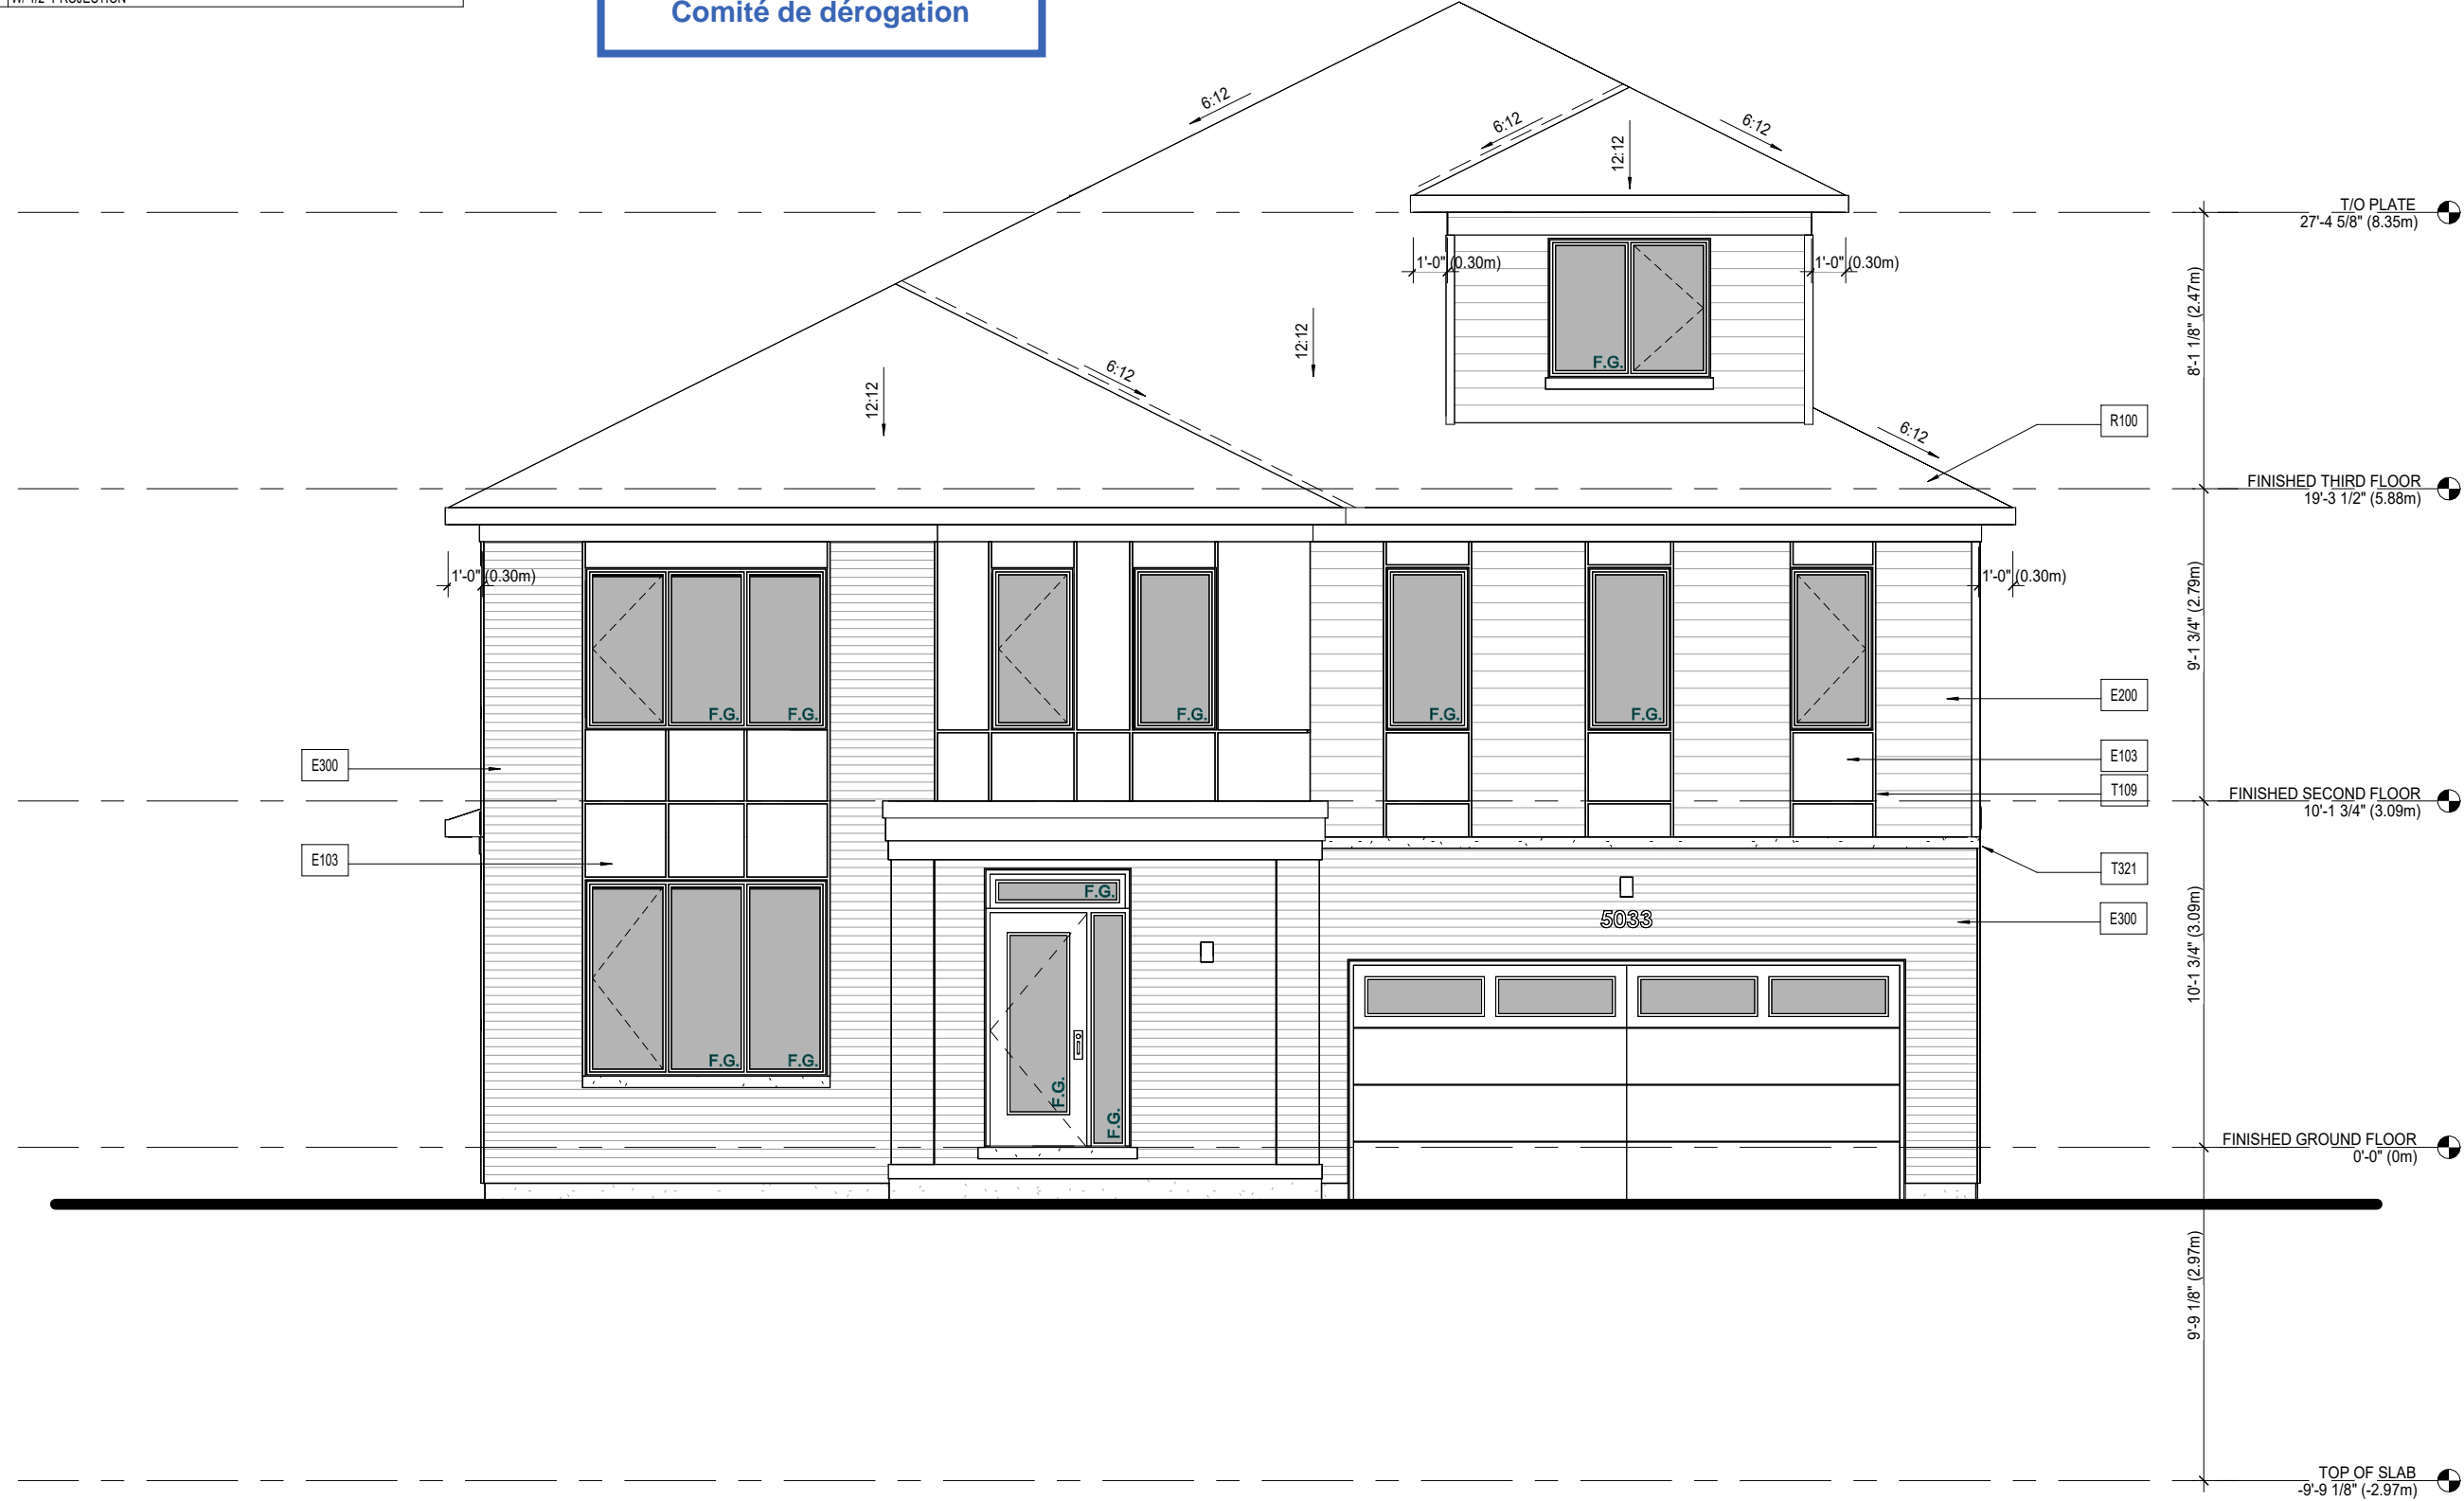 W/ 1/2" PROJECTION
Comité de dérogation
6:12
6:12
6:12
12:12
T/O PLATE
27'-4 5/8" (8.35m)
1'-0" (0.30m)
1'-0" (0.30m)
8'-1 1/8" (2.47m)
F.G.
12:12
6:12
12:12
6:12
R100
FINISHED THIRD FLOOR
19'-3 1/2" (5.88m)
1'-0" (0.30m)
1'-0" (0.30m)
9'-1 3/4" (2.79m)
F.G.
F.G.
F.G.
F.G.
F.G.
E200
E300
E103
T109
FINISHED SECOND FLOOR
10'-1 3/4" (3.09m)
E103
T321
F.G.
5033
E300
10'-1 3/4" (3.09m)
F.G.
F.G.
F.G.
F.G.
FINISHED GROUND FLOOR
0'-0" (0m)
9'-9 1/8" (2.97m)
TOP OF SLAB
-9'-9 1/8" (-2.97m)